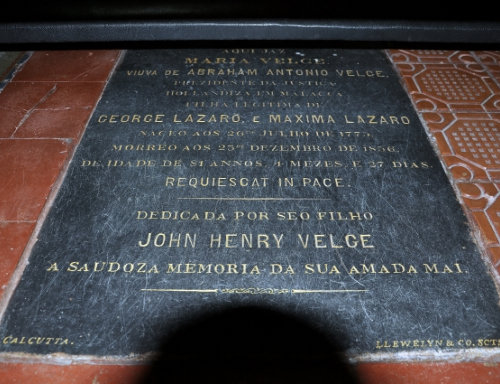 AQUI JAZ
MARIA VELGE
VIUVA DE ABRAHAM ANTONIO VELGE,
PREZIDENTE DA JUSTIÇA
HOLLANDEZA EM MALACCA,
FILHA LEGITIMA DE
GEORGE LAZARO, E MAXIMA LAZARO
NACEO AOS 26 DE JULHO DE 1775,
MORREO AOS 23 DE DEZEMBRO DE 1856,
DE IDADE DE 81 ANNOS, 4 MEZES, E 27 DIAS.
REQUIESCAT IN PACE.
DEDICADA POR SEO FILHO
JOHN HENRY VELGE
A SAUDOZA MEMORIA DA SUA AMADA MAI.
CALCUTTA.
LLEWELYN & CO. SCTS